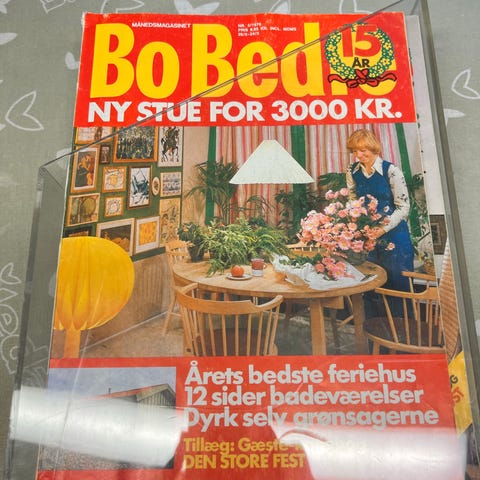 MÅNEDSMAGASINET
Bo Bedre
15
ÅR
NY STUE FOR 3000 KR.
Årets bedste feriehus
12 sider badeværelser
Dyrk selv grønsagerne
Tillæg:
DEN STORE FEST